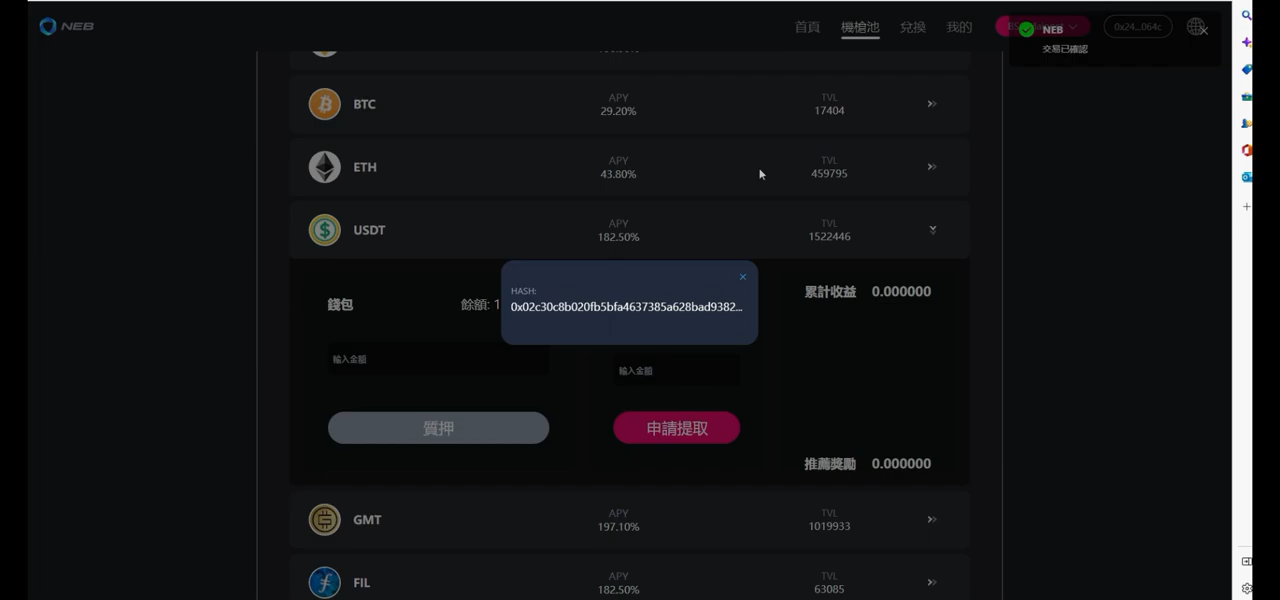 NEB
首頁 機槍池 兌換 我的
0x24...064c
NEB
交易已確認
BTC APY 29.20% TVL 17404
ETH APY 43.80% TVL 459795
USDT APY 182.50% TVL 1522446
HASH:
0x02c30c8b020fb5bfa4637385a628bad9382...
錢包 餘額: 1
累計收益 0.000000
輸入金額
輸入金額
質押
申請提取
推薦獎勵 0.000000
GMT APY 197.10% TVL 1019933
FIL APY 182.50% TVL 63085